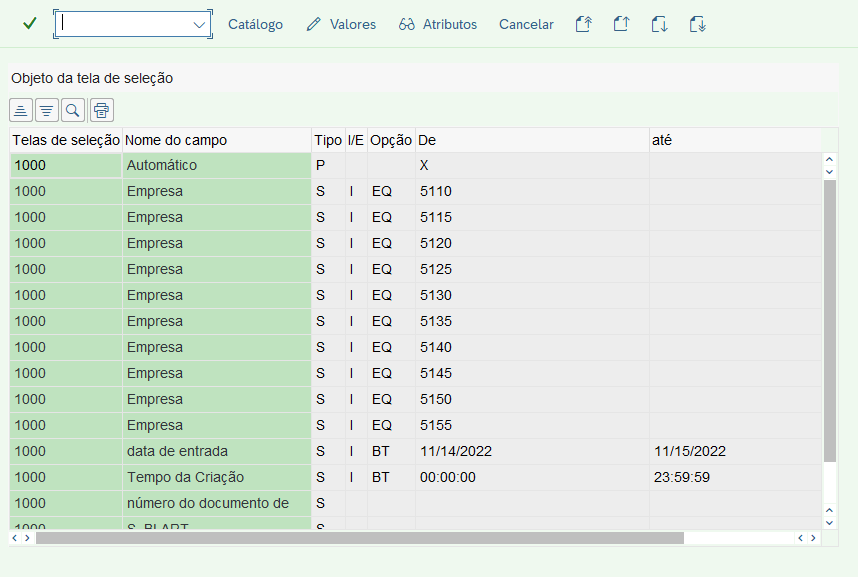 Catálogo Valores Atributos Cancelar
Objeto da tela de seleção
Telas de seleção Nome do campo Tipo I/E Opção De até
1000 Automático P X
1000 Empresa S I EQ 5110
1000 Empresa S I EQ 5115
1000 Empresa S I EQ 5120
1000 Empresa S I EQ 5125
1000 Empresa S I EQ 5130
1000 Empresa S I EQ 5135
1000 Empresa S I EQ 5140
1000 Empresa S I EQ 5145
1000 Empresa S I EQ 5150
1000 Empresa S I EQ 5155
1000 data de entrada S I BT 11/14/2022 11/15/2022
1000 Tempo da Criação S I BT 00:00:00 23:59:59
1000 número do documento de S
1000 S_BLART S